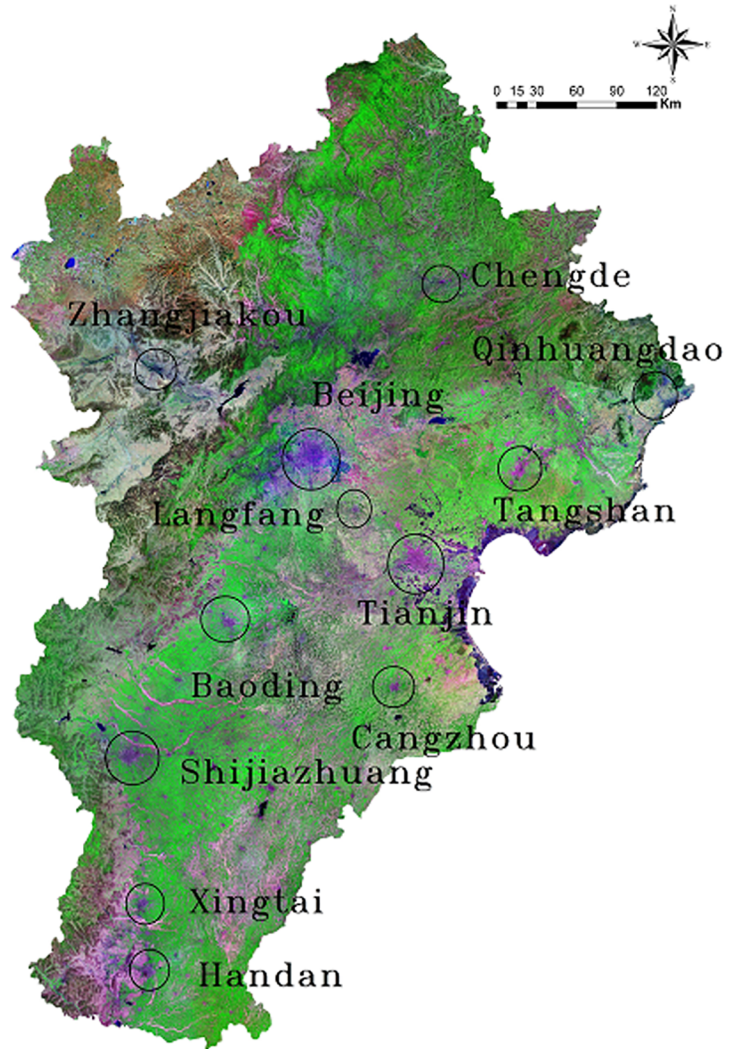 N
W E
S
0 15 30 60 90 120
Km
Chengde
Zhangjiakou
Qinhuangdao
Beijing
Langfang
Tangshan
Tianjin
Baoding
Cangzhou
Shijiazhuang
Xingtai
Handan